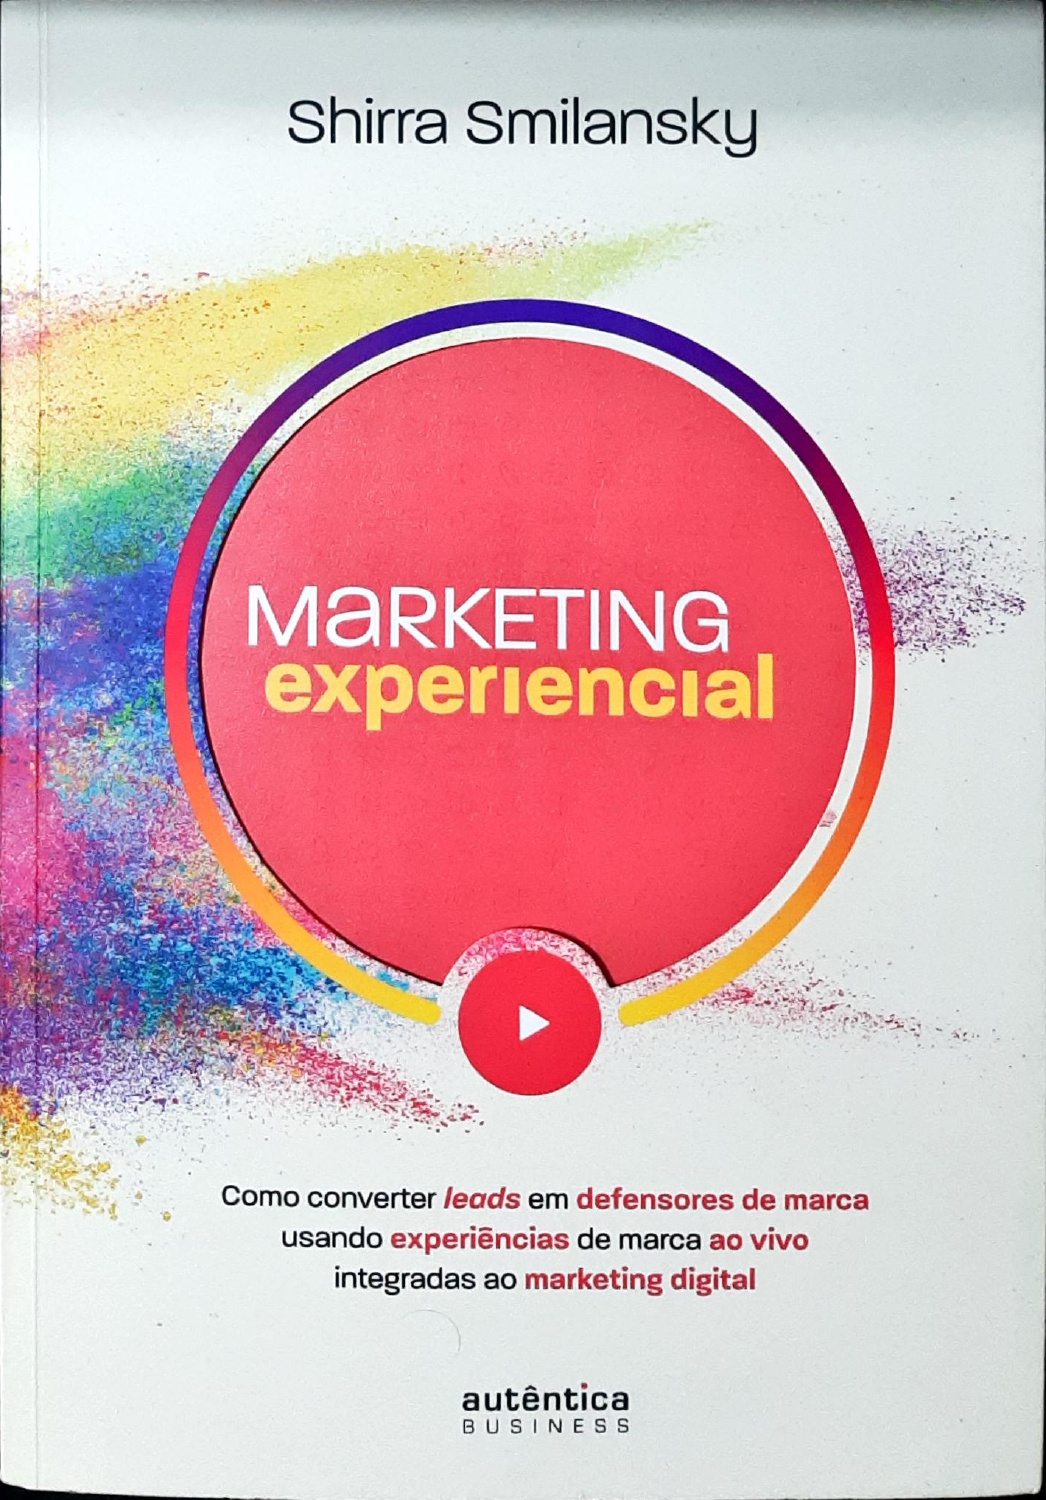 Shirra Smilansky
MARKETING
experiencial
Como converter leads em defensores de marca
usando experiências de marca ao vivo
integradas ao marketing digital
autêntica
BUSINESS